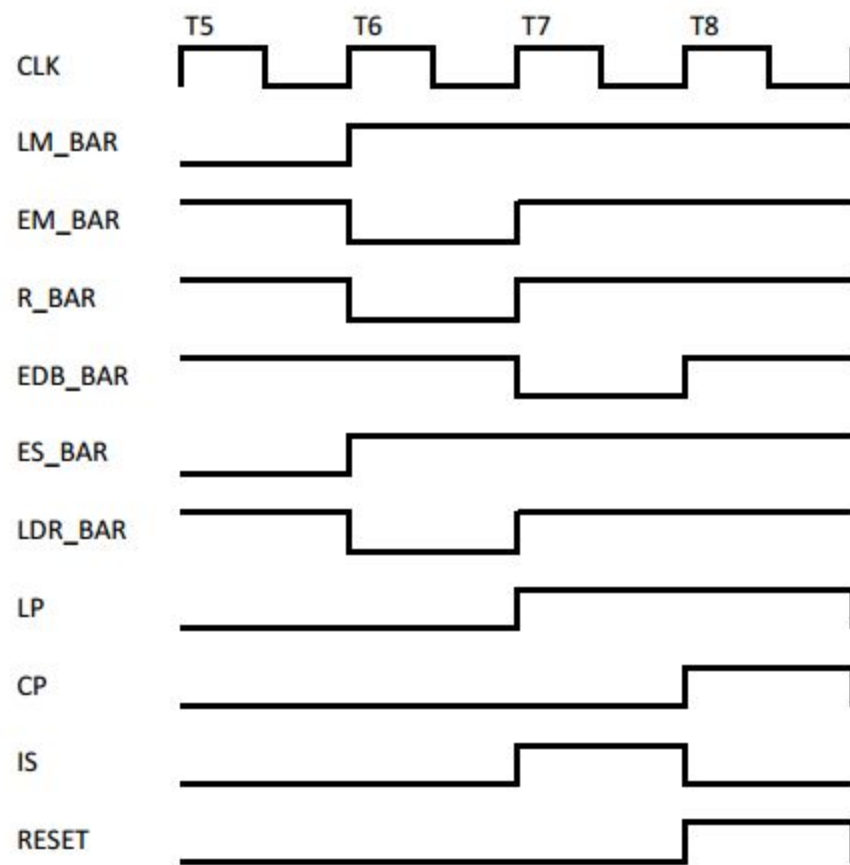 T5 T6 T7 T8
CLK
LM_BAR
EM_BAR
R_BAR
EDB_BAR
ES_BAR
LDR_BAR
LP
CP
IS
RESET